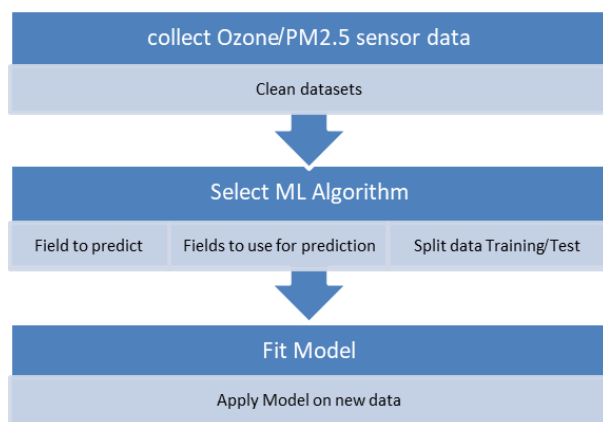 collect Ozone/PM2.5 sensor data
Clean datasets
Select ML Algorithm
Field to predict
Fields to use for prediction
Split data Training/Test
Fit Model
Apply Model on new data